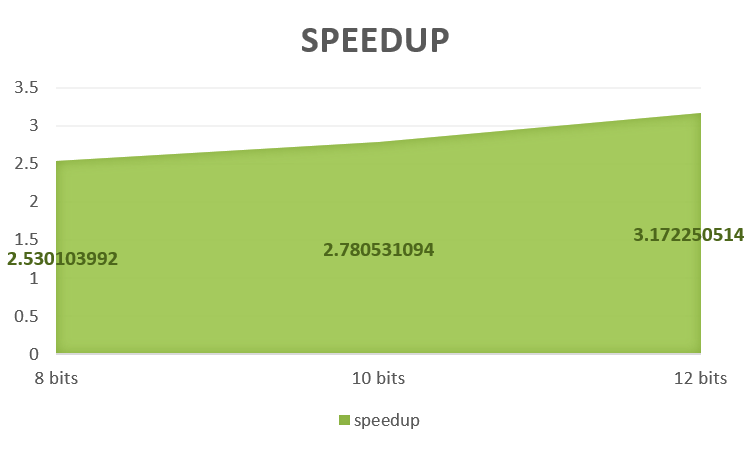 SPEEDUP
3.5
3
2.5
2
1.5
1
0.5
0
2.530103992
2.780531094
3.172250514
8 bits
10 bits
12 bits
speedup